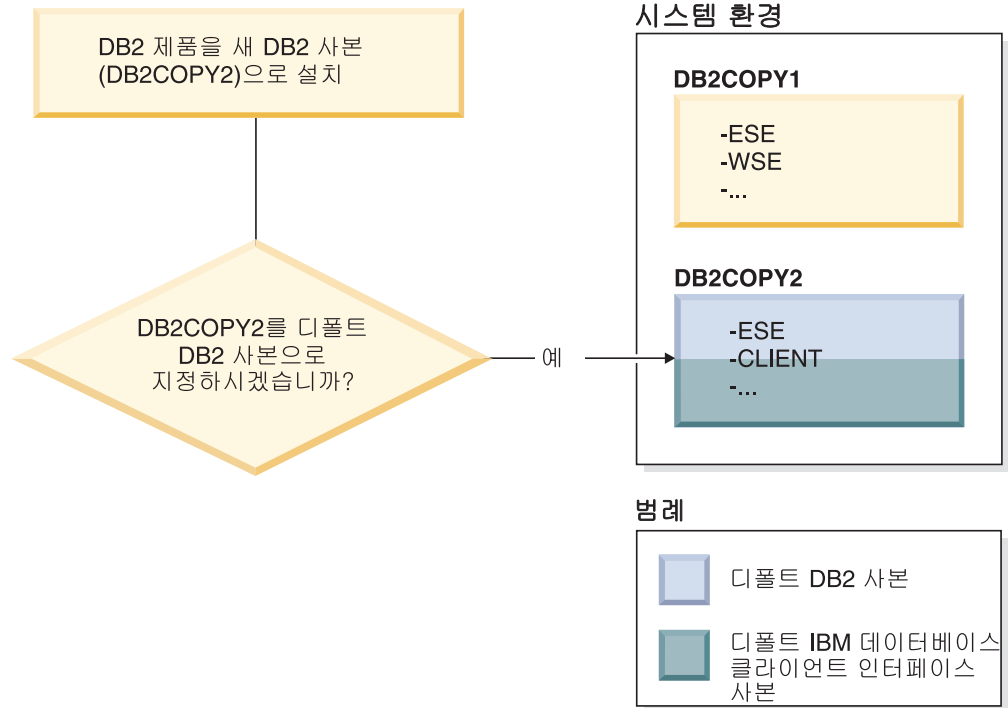 DB2 제품을 새 DB2 사본
(DB2COPY2)으로 설치
DB2COPY2를 디폴트
DB2 사본으로
지정하시겠습니까?
예
시스템 환경
DB2COPY1
-ESE
-WSE
-...
DB2COPY2
-ESE
-CLIENT
-...
범례
디폴트 DB2 사본
디폴트 IBM 데이터베이스
클라이언트 인터페이스
사본